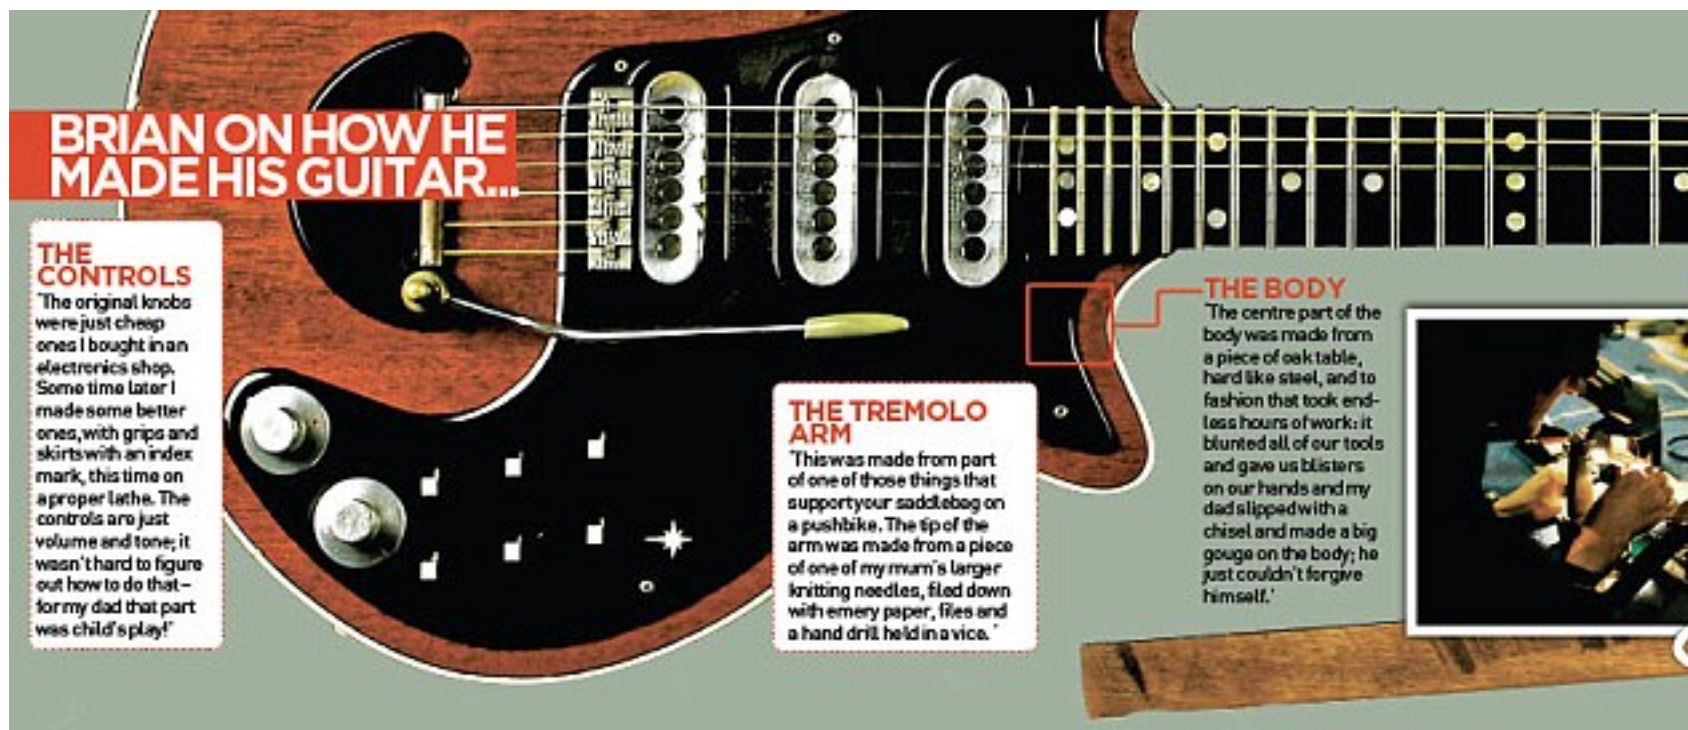 BRIAN ON HOW HE
MADE HIS GUITAR...
THE
CONTROLS
'The original knobs
were just cheap
ones I bought in an
electronics shop.
Some time later I
made some better
ones, with grips and
skirts with an index
mark, this time on
a proper lathe. The
controls are just
volume and tone; it
wasn't hard to figure
out how to do that –
for my dad that part
was child's play!'
THE TREMOLO
ARM
'This was made from part
of one of those things that
support your saddlebag on
a pushbike. The tip of the
arm was made from a piece
of one of my mum's larger
knitting needles, filed down
with emery paper, files and
a hand drill held in a vice. '
THE BODY
'The centre part of the
body was made from
a piece of oak table,
hard like steel, and to
fashion that took end-
less hours of work: it
blunted all of our tools
and gave us blisters
on our hands and my
dad slipped with a
chisel and made a big
gouge on the body; he
just couldn't forgive
himself.'